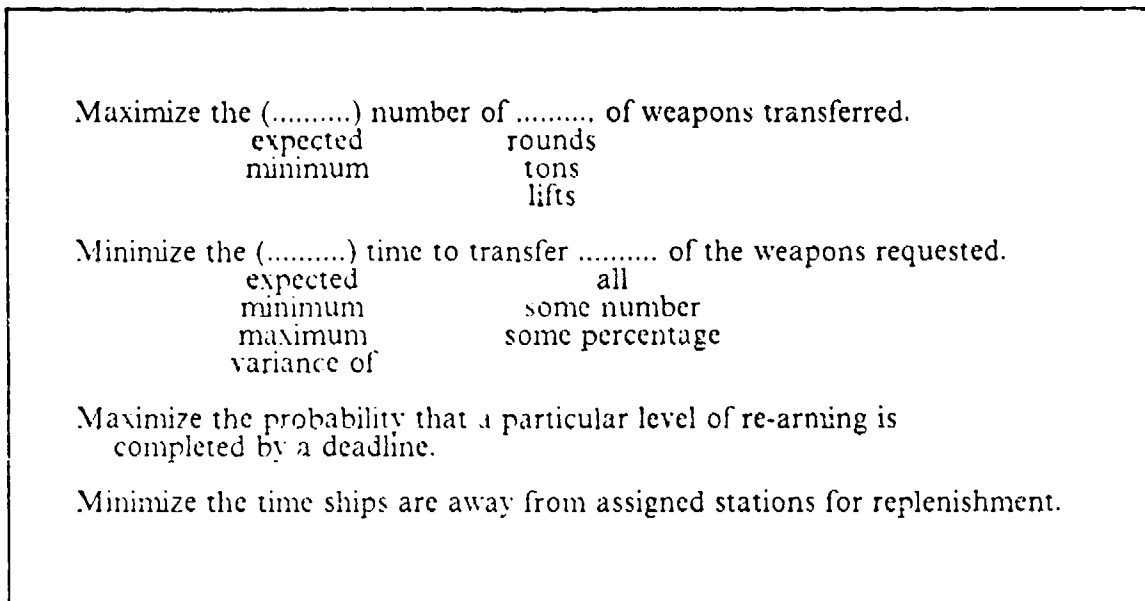 Maximize the (..........) number of .......... of weapons transferred.
expected rounds
minimum tons
lifts
Minimize the (..........) time to transfer .......... of the weapons requested.
expected all
minimum some number
maximum some percentage
variance of
Maximize the probability that a particular level of re-arming is
completed by a deadline.
Minimize the time ships are away from assigned stations for replenishment.